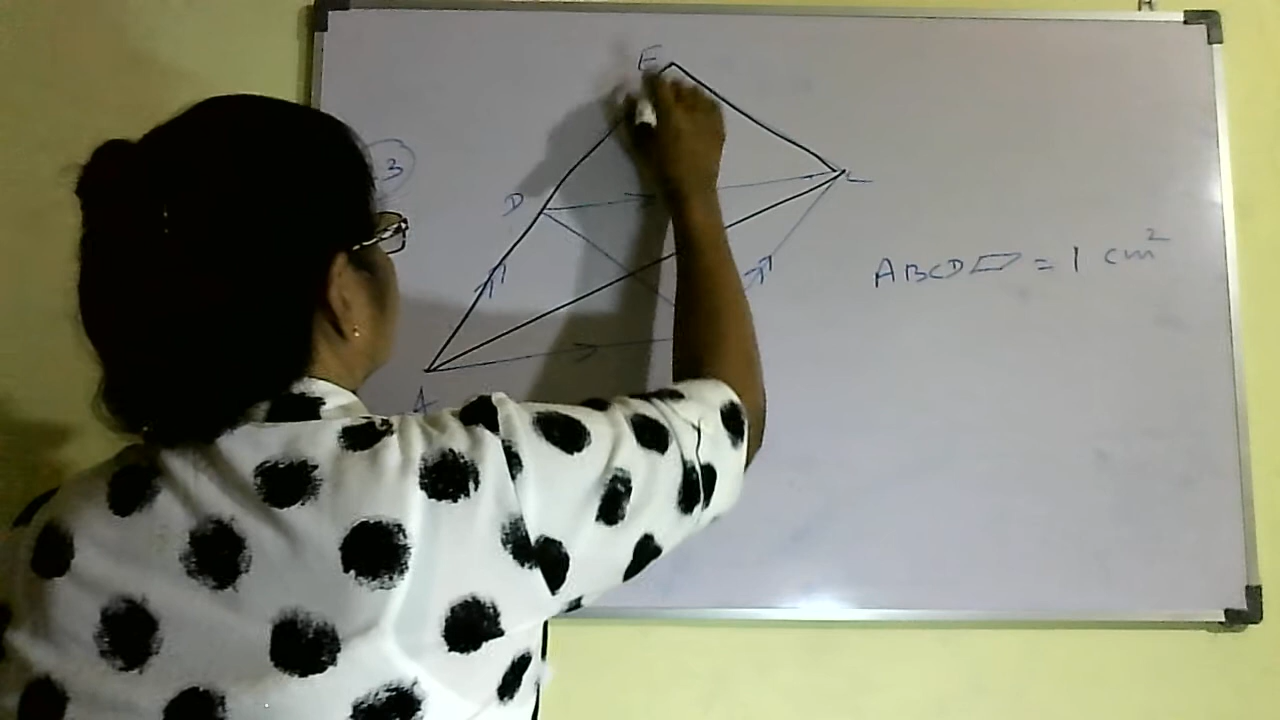 E
3
D
C
ABCD▱ = 1 cm²
A